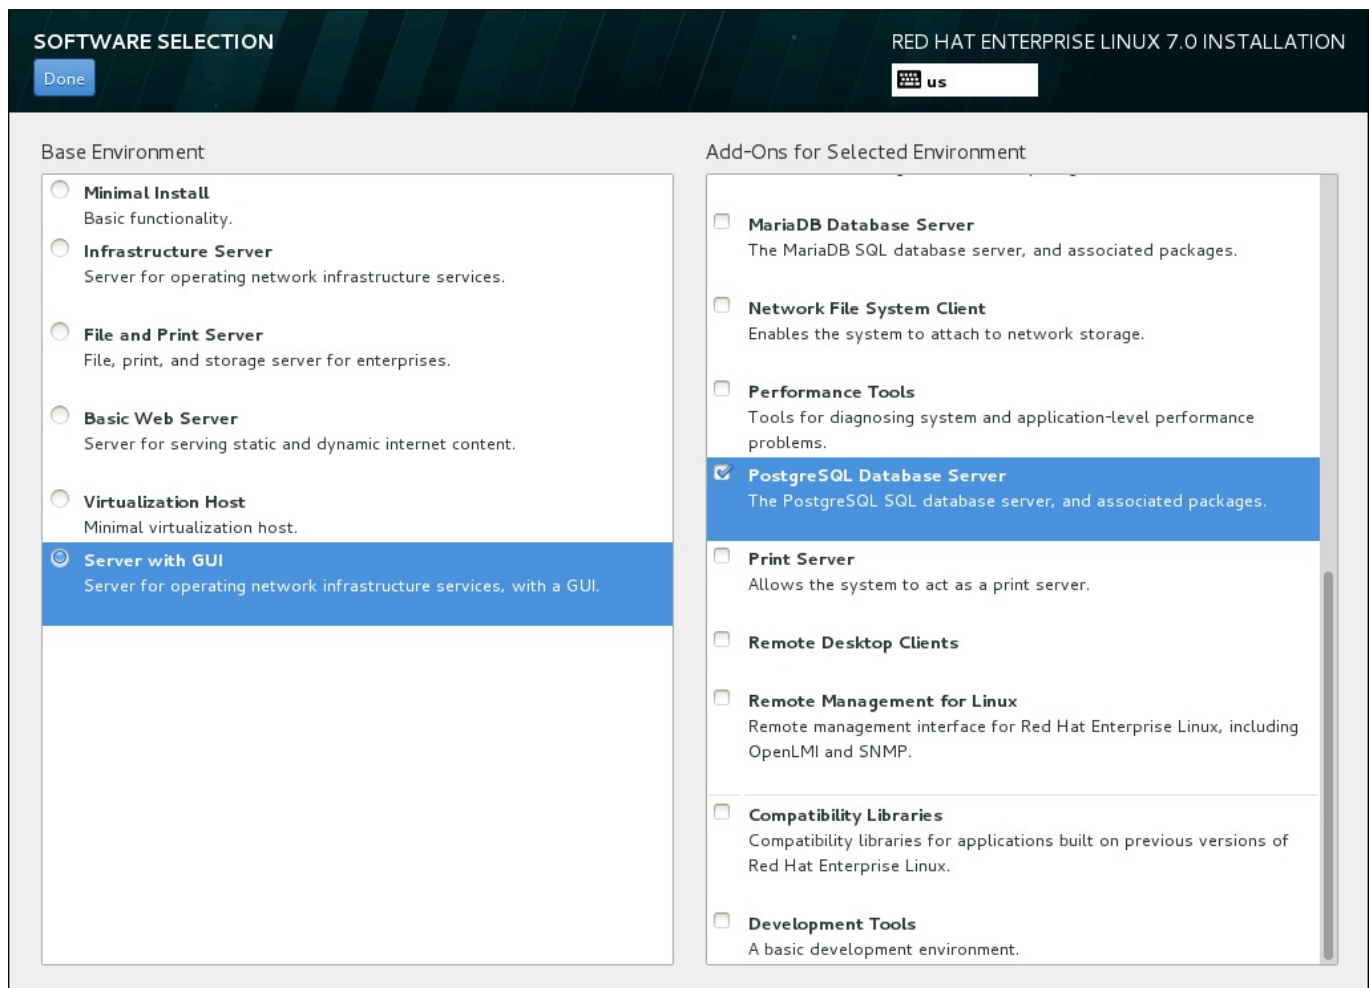 SOFTWARE SELECTION
RED HAT ENTERPRISE LINUX 7.0 INSTALLATION
Done
us
Base Environment
Minimal Install
Basic functionality.
Infrastructure Server
Server for operating network infrastructure services.
File and Print Server
File, print, and storage server for enterprises.
Basic Web Server
Server for serving static and dynamic internet content.
Virtualization Host
Minimal virtualization host.
Server with GUI
Server for operating network infrastructure services, with a GUI.
Add-Ons for Selected Environment
MariaDB Database Server
The MariaDB SQL database server, and associated packages.
Network File System Client
Enables the system to attach to network storage.
Performance Tools
Tools for diagnosing system and application-level performance
problems.
PostgreSQL Database Server
The PostgreSQL SQL database server, and associated packages.
Print Server
Allows the system to act as a print server.
Remote Desktop Clients
Remote Management for Linux
Remote management interface for Red Hat Enterprise Linux, including
OpenLMI and SNMP.
Compatibility Libraries
Compatibility libraries for applications built on previous versions of
Red Hat Enterprise Linux.
Development Tools
A basic development environment.